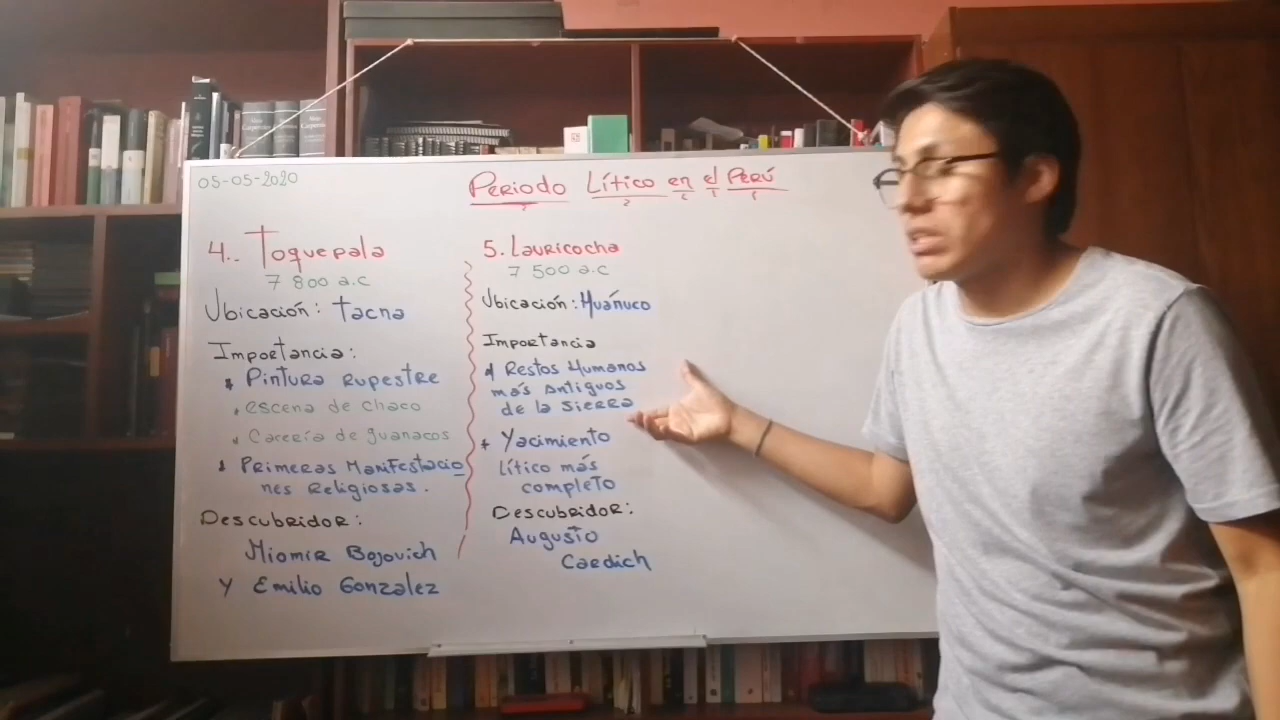 05-05-2020
Periodo Lítico en el Perú
4.. Toquepala
7 800 a.c
Ubicación: Tacna
Importancia:
* Pintura rupestre
. escena de chaco
. Carería de guanacos
* Primeras Manifestacio
nes Religiosas.
Descubridor:
Miomir Bojovich
y Emilio Gonzalez
5. Lauricocha
7 500 a.c
Ubicación: Huánuco
Importancia
* Restos Humanos
más antiguos
de la sierra
* Yacimiento
lítico más
completo
Descubridor:
Augusto
Cardich